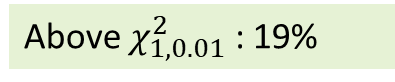 Above χ²₁,₀.₀₁ : 19%